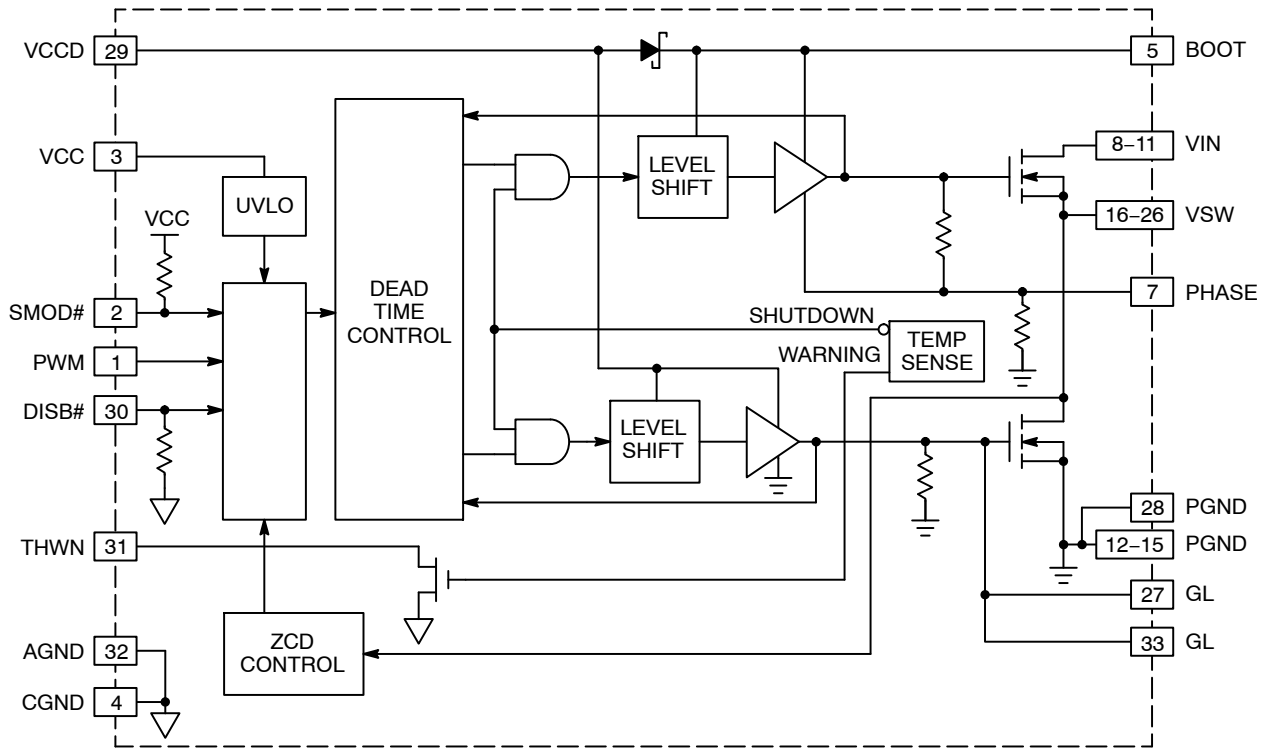 VCCD 29
5 BOOT
VCC 3
8–11 VIN
LEVEL
SHIFT
UVLO
VCC
16–26 VSW
DEAD
TIME
CONTROL
7 PHASE
SMOD# 2
SHUTDOWN
TEMP
SENSE
WARNING
PWM 1
DISB# 30
LEVEL
SHIFT
28 PGND
THWN 31
12–15 PGND
27 GL
ZCD
CONTROL
33 GL
AGND 32
CGND 4